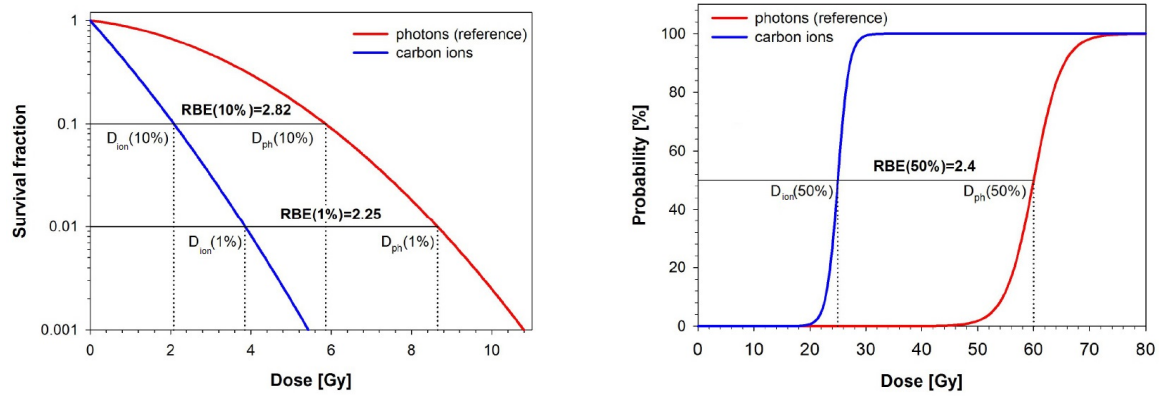 photons (reference)
carbon ions
1
0.1
0.01
0.001
Survival fraction
RBE(10%)=2.82
D_ion(10%)
D_ph(10%)
RBE(1%)=2.25
D_ion(1%)
D_ph(1%)
0 2 4 6 8 10
Dose [Gy]
photons (reference)
carbon ions
100
80
60
40
20
0
Probability [%]
RBE(50%)=2.4
D_ion(50%)
D_ph(50%)
0 10 20 30 40 50 60 70 80
Dose [Gy]